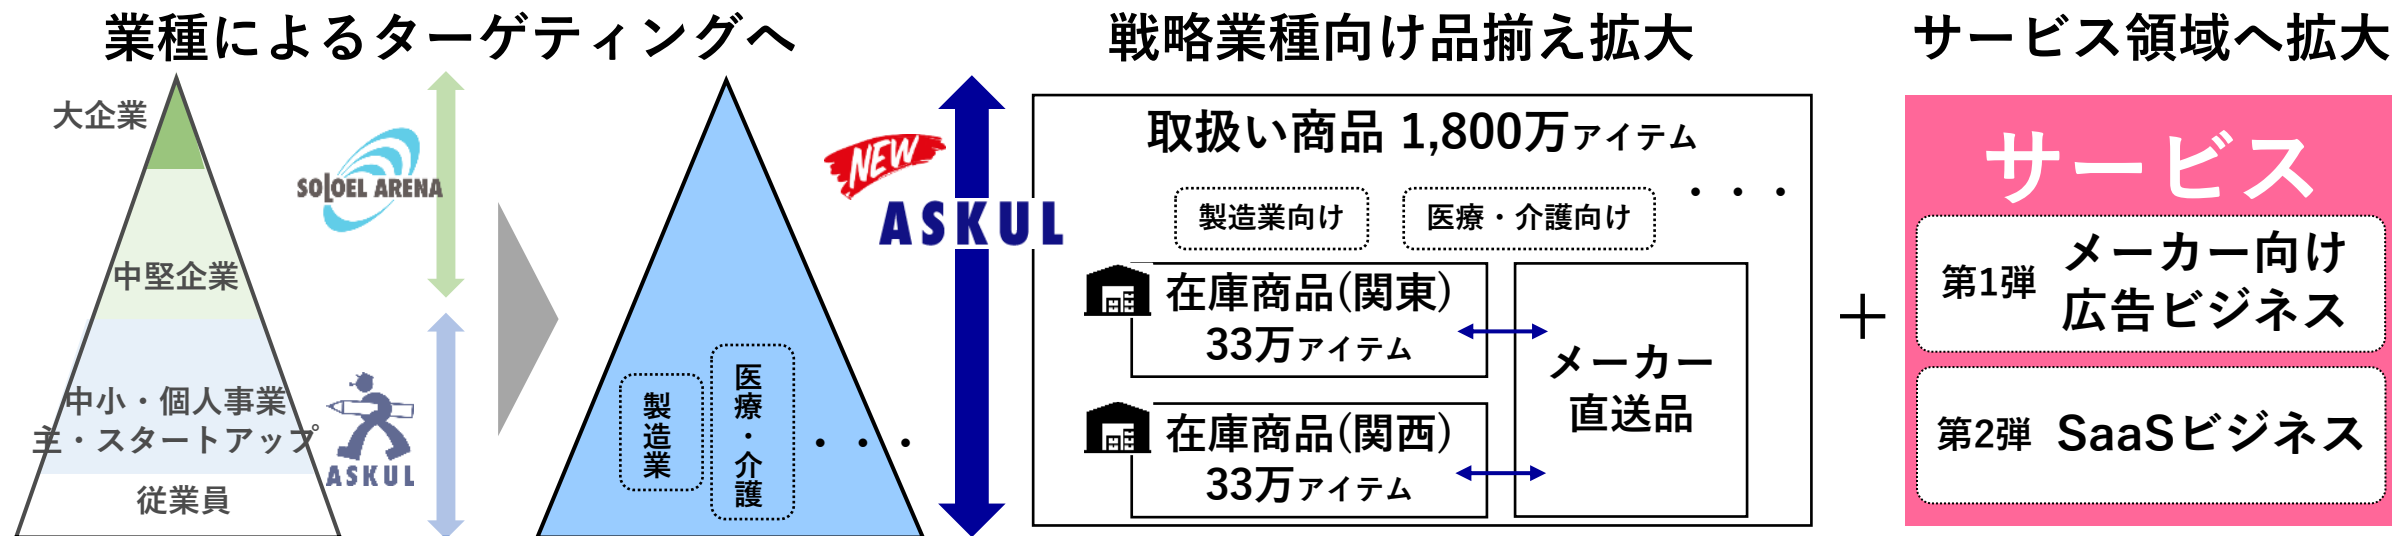 業種によるターゲティングへ
大企業
中堅企業
中小・個人事業
主・スタートアップ
従業員
SOLOEL ARENA
ASKUL
製造業
医療・介護
・・・
NEW
ASKUL
戦略業種向け品揃え拡大
取扱い商品 1,800万アイテム
製造業向け
医療・介護向け
・・・
在庫商品(関東)
33万アイテム
在庫商品(関西)
33万アイテム
メーカー
直送品
＋
サービス領域へ拡大
サービス
第1弾
メーカー向け
広告ビジネス
第2弾 SaaSビジネス